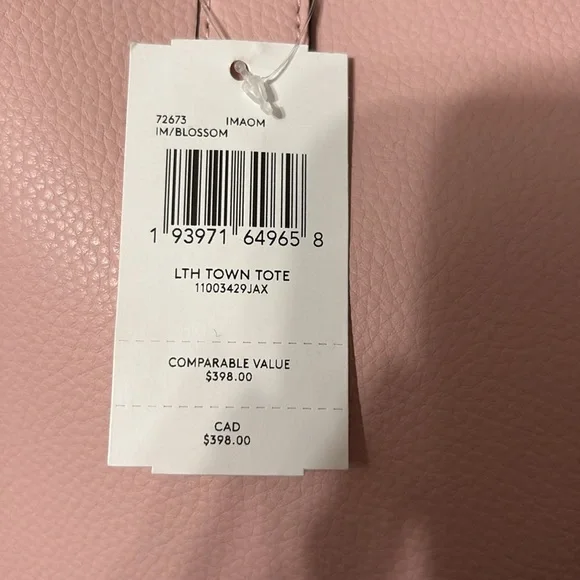 72673 IMAOM
IM/BLOSSOM
1 93971 64965 8
LTH TOWN TOTE
11003429JAX
COMPARABLE VALUE
$398.00
CAD
$398.00